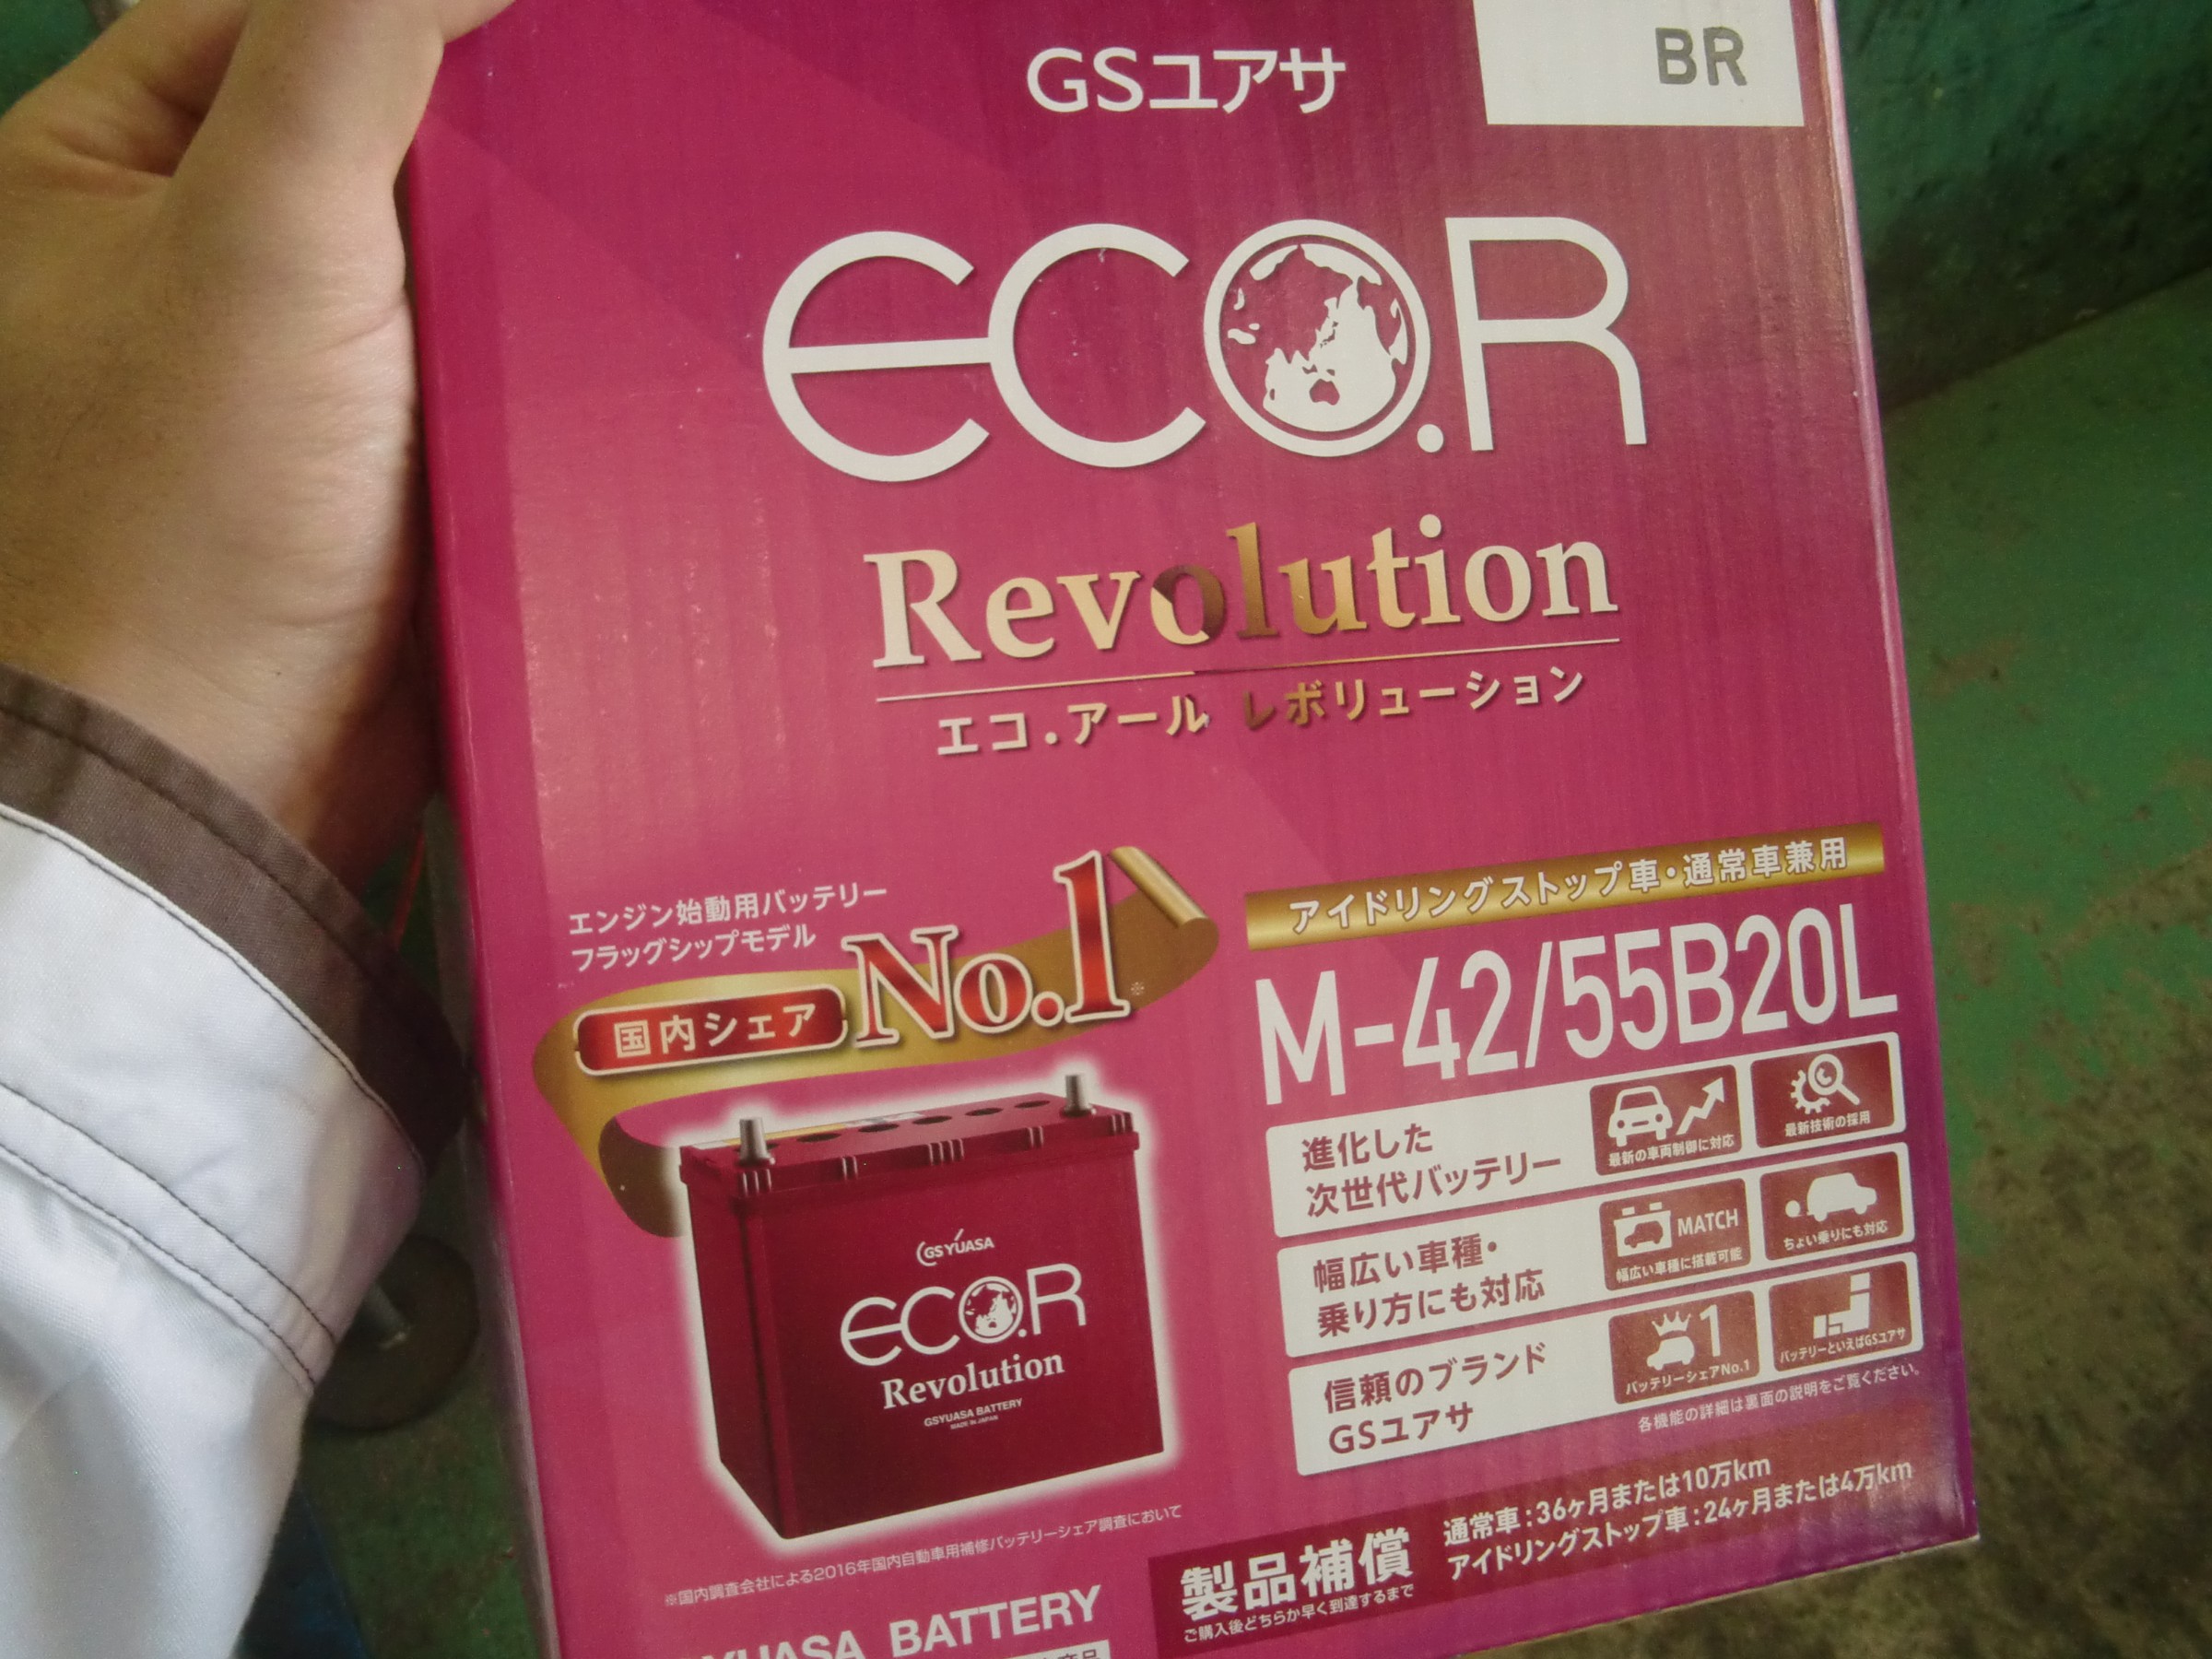 GSユアサ
BR
ECO.R
Revolution
エコ.アール レボリューション
エンジン始動用バッテリー
フラッグシップモデル
国内シェア No.1※
アイドリングストップ車・通常車兼用
M-42/55B20L
進化した
次世代バッテリー
最新の車両制御に対応
最新技術の採用
幅広い車種・
乗り方にも対応
MATCH
幅広い車種に搭載可能
ちょい乗りにも対応
信頼のブランド
GSユアサ
1
バッテリーシェアNo.1
バッテリーといえばGSユアサ
各機能の詳細は裏面の説明をご覧ください。
GS YUASA
ECO.R
Revolution
GSYUASA BATTERY
MADE IN JAPAN
※国内調査会社による2016年国内自動車用補修バッテリーシェア調査において
製品補償
ご購入後どちらか早く到達するまで
通常車:36ヶ月または10万km
アイドリングストップ車:24ヶ月または4万km
YUASA BATTERY